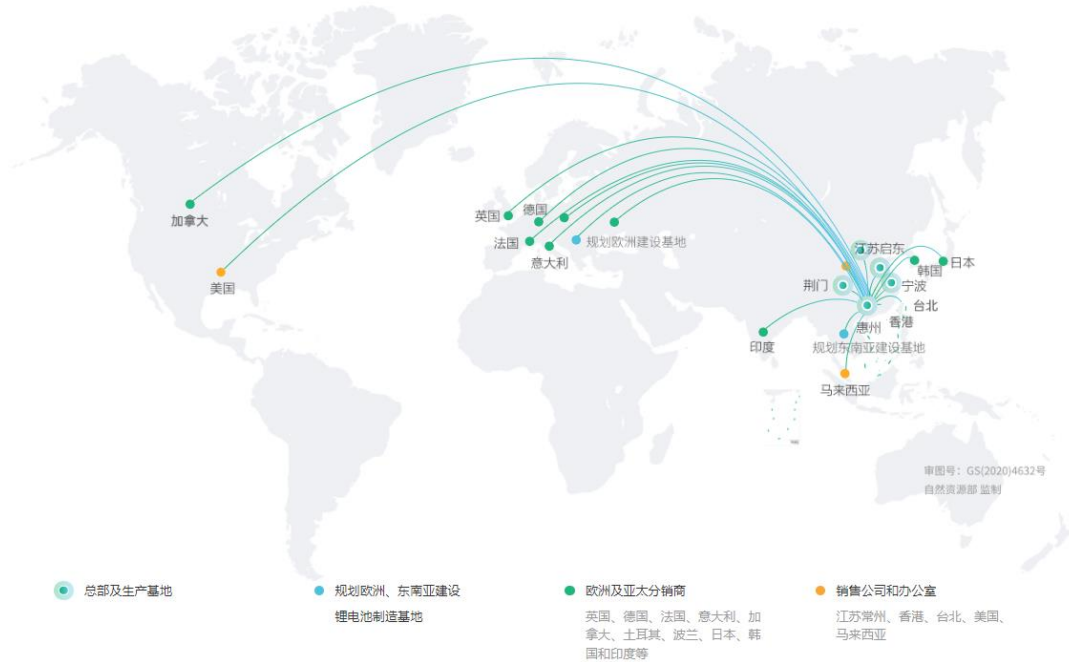 加拿大
美国
英国
德国
法国
意大利
规划欧洲建设基地
江苏启东
韩国
日本
荆门
宁波
台北
惠州
香港
印度
规划东南亚建设基地
马来西亚
审图号：GS(2020)4632号
自然资源部 监制
总部及生产基地
规划欧洲、东南亚建设
锂电池制造基地
欧洲及亚太分销商
英国、德国、法国、意大利、加
拿大、土耳其、波兰、日本、韩
国和印度等
销售公司和办公室
江苏常州、香港、台北、美国、
马来西亚